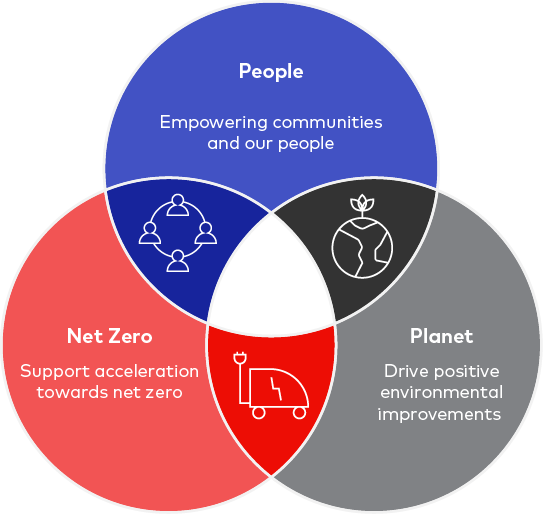 People
Empowering communities
and our people
Net Zero
Support acceleration
towards net zero
Planet
Drive positive
environmental
improvements